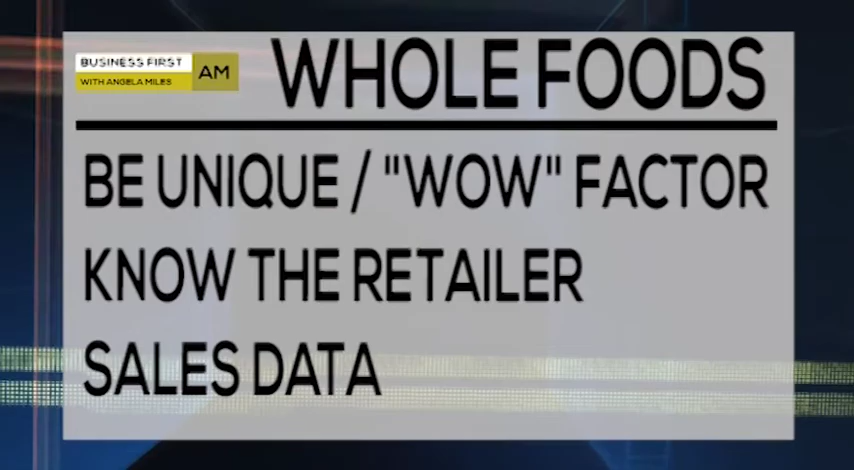 BUSINESS FIRST
WITH ANGELA MILES
AM
WHOLE FOODS
BE UNIQUE / "WOW" FACTOR
KNOW THE RETAILER
SALES DATA